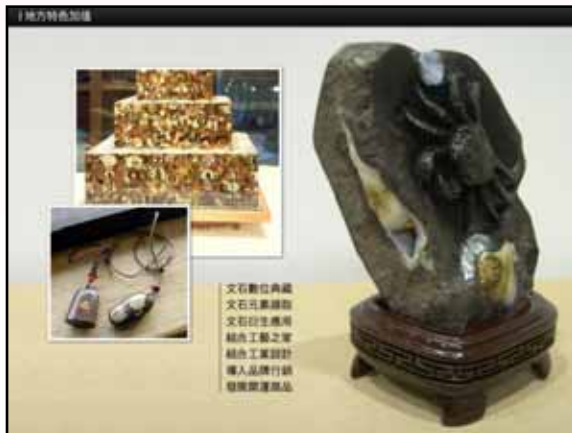 地方特色加值
文石數位典藏
文石元素擷取
文石衍生應用
結合工藝之家
結合工業設計
導入品牌行銷
發展開運商品